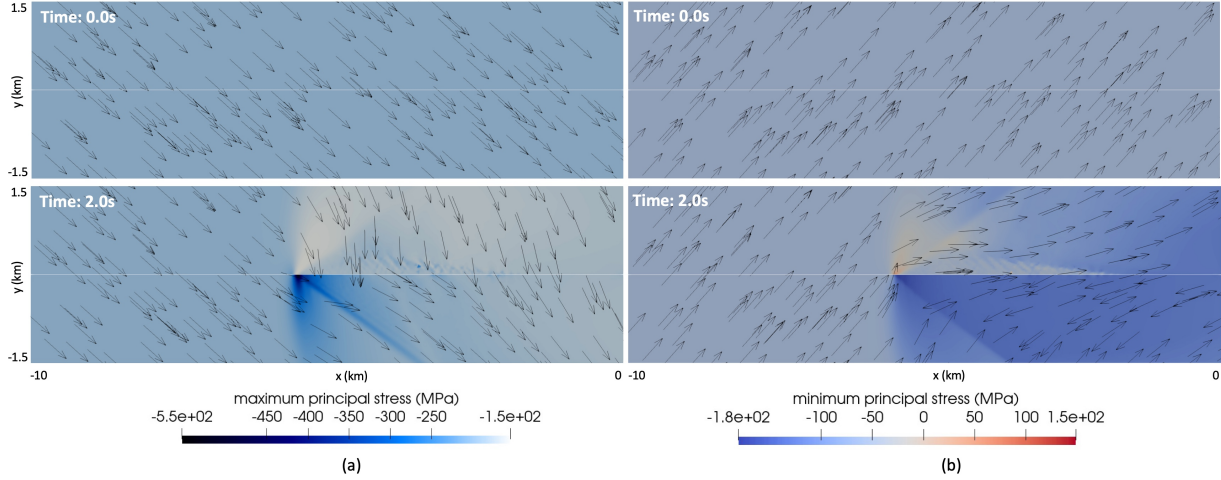 1.5
Time: 0.0s
y (km)
-1.5
1.5
Time: 2.0s
y (km)
-1.5
-10
x (km)
0
maximum principal stress (MPa)
-5.5e+02 -450 -400 -350 -300 -250 -1.5e+02
(a)
Time: 0.0s
Time: 2.0s
-10
x (km)
0
minimum principal stress (MPa)
-1.8e+02 -100 -50 0 50 100 1.5e+02
(b)